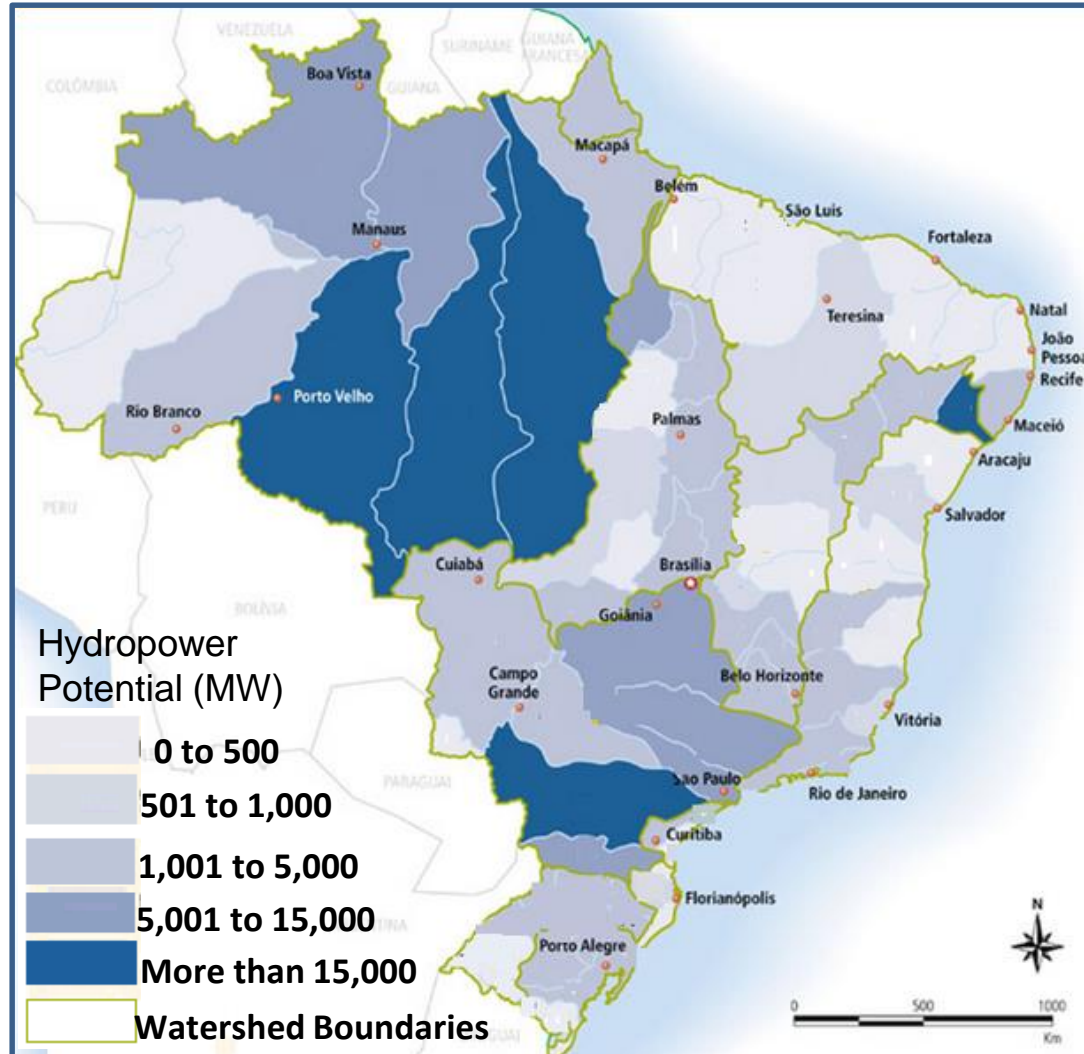 VENEZUELA
SURINAME
GUIANA
FRANCESA
COLÔMBIA
GUIANA
Boa Vista
Macapá
Belém
São Luis
Fortaleza
Manaus
Teresina
Natal
João
Pessoa
Recife
Porto Velho
Rio Branco
Palmas
Maceió
Aracaju
PERU
Salvador
Cuiabá
Brasília
BOLÍVIA
Goiânia
Hydropower
Potential (MW)
Campo
Grande
Belo Horizonte
Vitória
0 to 500
PARAGUAI
Sao Paulo
Rio de Janeiro
501 to 1,000
Curitiba
1,001 to 5,000
Florianópolis
5,001 to 15,000
N
Porto Alegre
More than 15,000
0 500 1000
Km
Watershed Boundaries